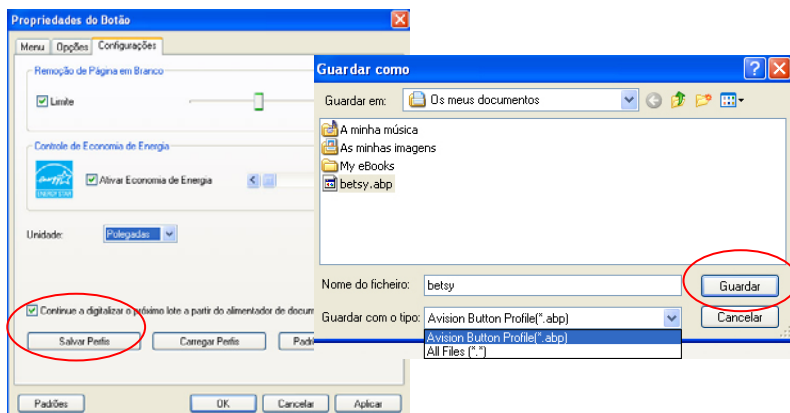 Propriedades do Botão
Menu Opções Configurações
Remoção de Página em Branco
Limite
Controle de Economia de Energia
ENERGY STAR
Ativar Economia de Energia
Unidade: Polegadas
Continue a digitalizar o próximo lote a partir do alimentador de docum
Salvar Perfis Carregar Perfis Padr
Padrões OK Cancelar Aplicar
Guardar como
Guardar em: Os meus documentos
A minha música
As minhas imagens
My eBooks
betsy.abp
Nome do ficheiro: betsy Guardar
Guardar com o tipo: Avision Button Profile(*.abp) Cancelar
Avision Button Profile(*.abp)
All Files (*.*)